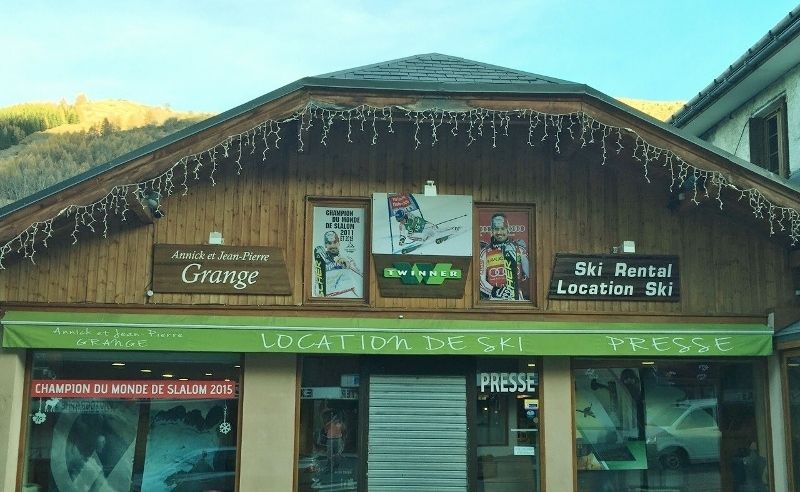 CHAMPION
DU MONDE
DE SLALOM
2011
Annick et Jean-Pierre
Grange
TWINNER
Ski Rental
Location Ski
Annick et Jean-Pierre
GRANGE
LOCATION DE SKI
PRESSE
CHAMPION DU MONDE DE SLALOM 2015
PRESSE